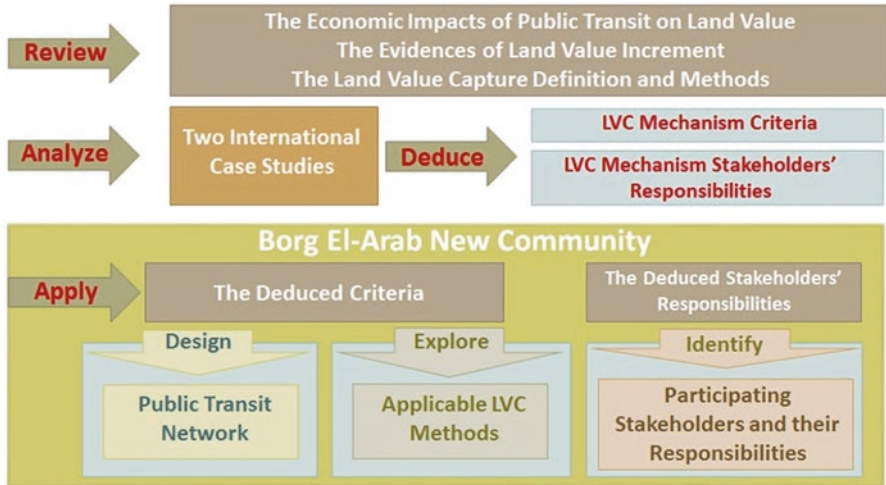 Review
The Economic Impacts of Public Transit on Land Value
The Evidences of Land Value Increment
The Land Value Capture Definition and Methods
Analyze
Two International
Case Studies
Deduce
LVC Mechanism Criteria
LVC Mechanism Stakeholders'
Responsibilities
Borg El-Arab New Community
Apply
The Deduced Criteria
The Deduced Stakeholders'
Responsibilities
Design
Public Transit
Network
Explore
Applicable LVC
Methods
Identify
Participating
Stakeholders and their
Responsibilities